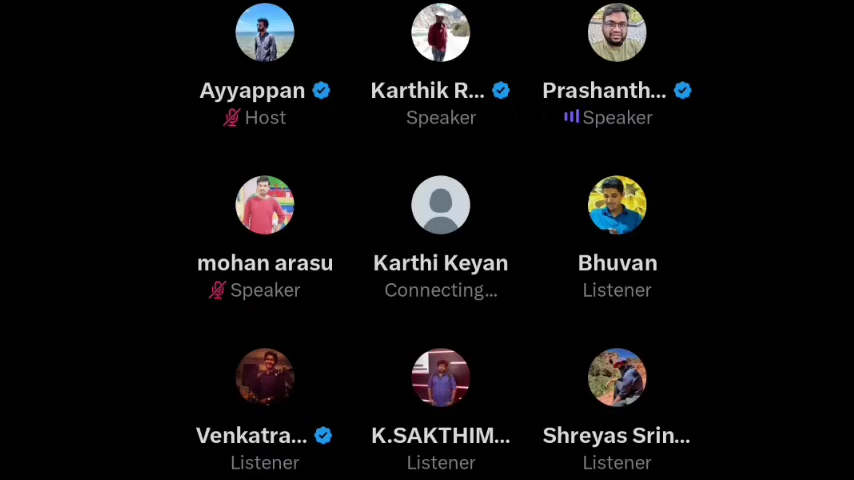 Ayyappan Karthik R... Prashanth...
Host Speaker Speaker
mohan arasu Karthi Keyan Bhuvan
Speaker Connecting... Listener
Venkatra... K.SAKTHIM... Shreyas Srin...
Listener Listener Listener